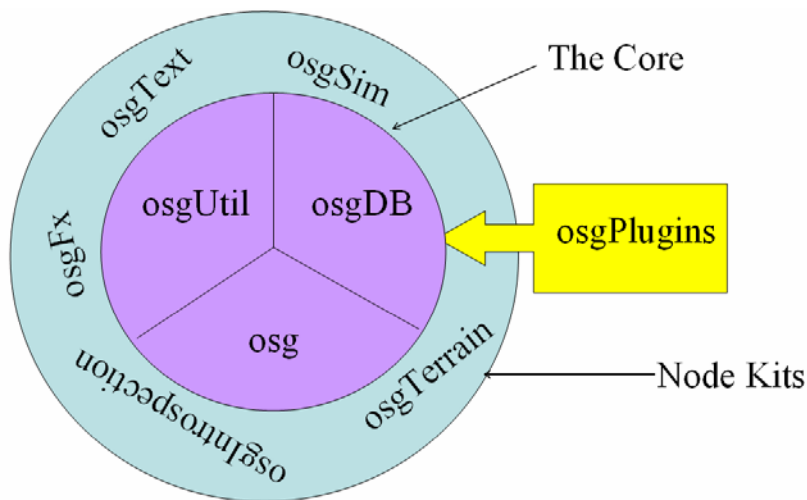 osgText
osgSim
The Core
osgUtil
osgDB
osgPlugins
osgFx
osg
osgTerrain
Node Kits
osgIntrospection